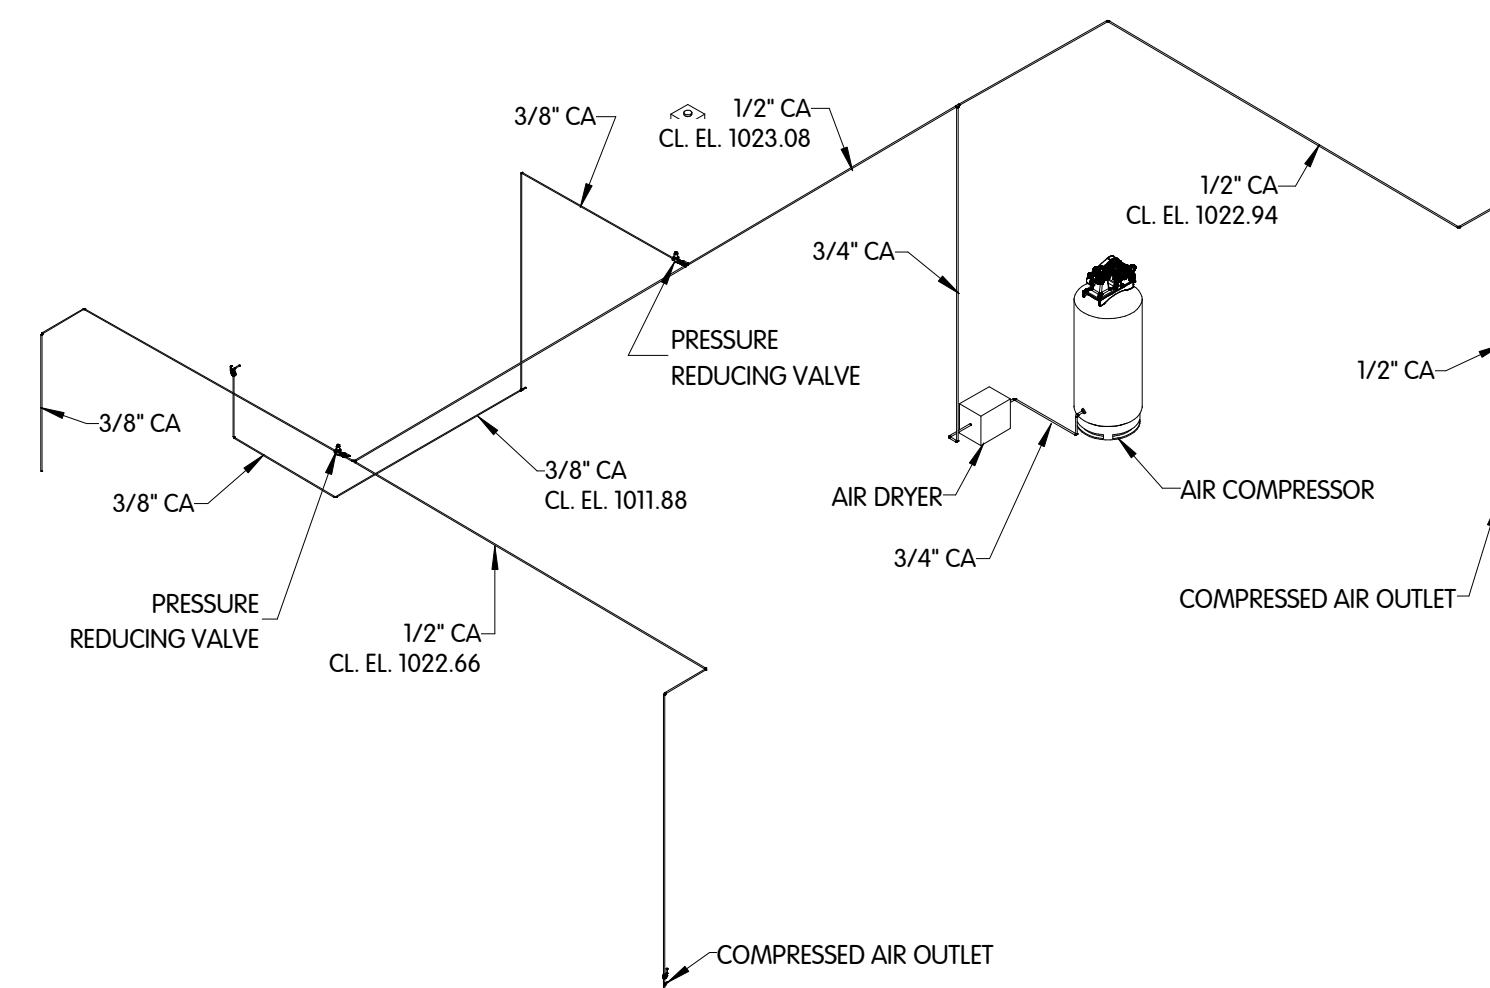 3/8" CA
1/2" CA
CL. EL. 1023.08
1/2" CA
CL. EL. 1022.94
3/4" CA
PRESSURE
REDUCING VALVE
1/2" CA
3/8" CA
3/8" CA
CL. EL. 1011.88
3/8" CA
AIR DRYER
AIR COMPRESSOR
3/4" CA
PRESSURE
REDUCING VALVE
COMPRESSED AIR OUTLET
1/2" CA
CL. EL. 1022.66
COMPRESSED AIR OUTLET